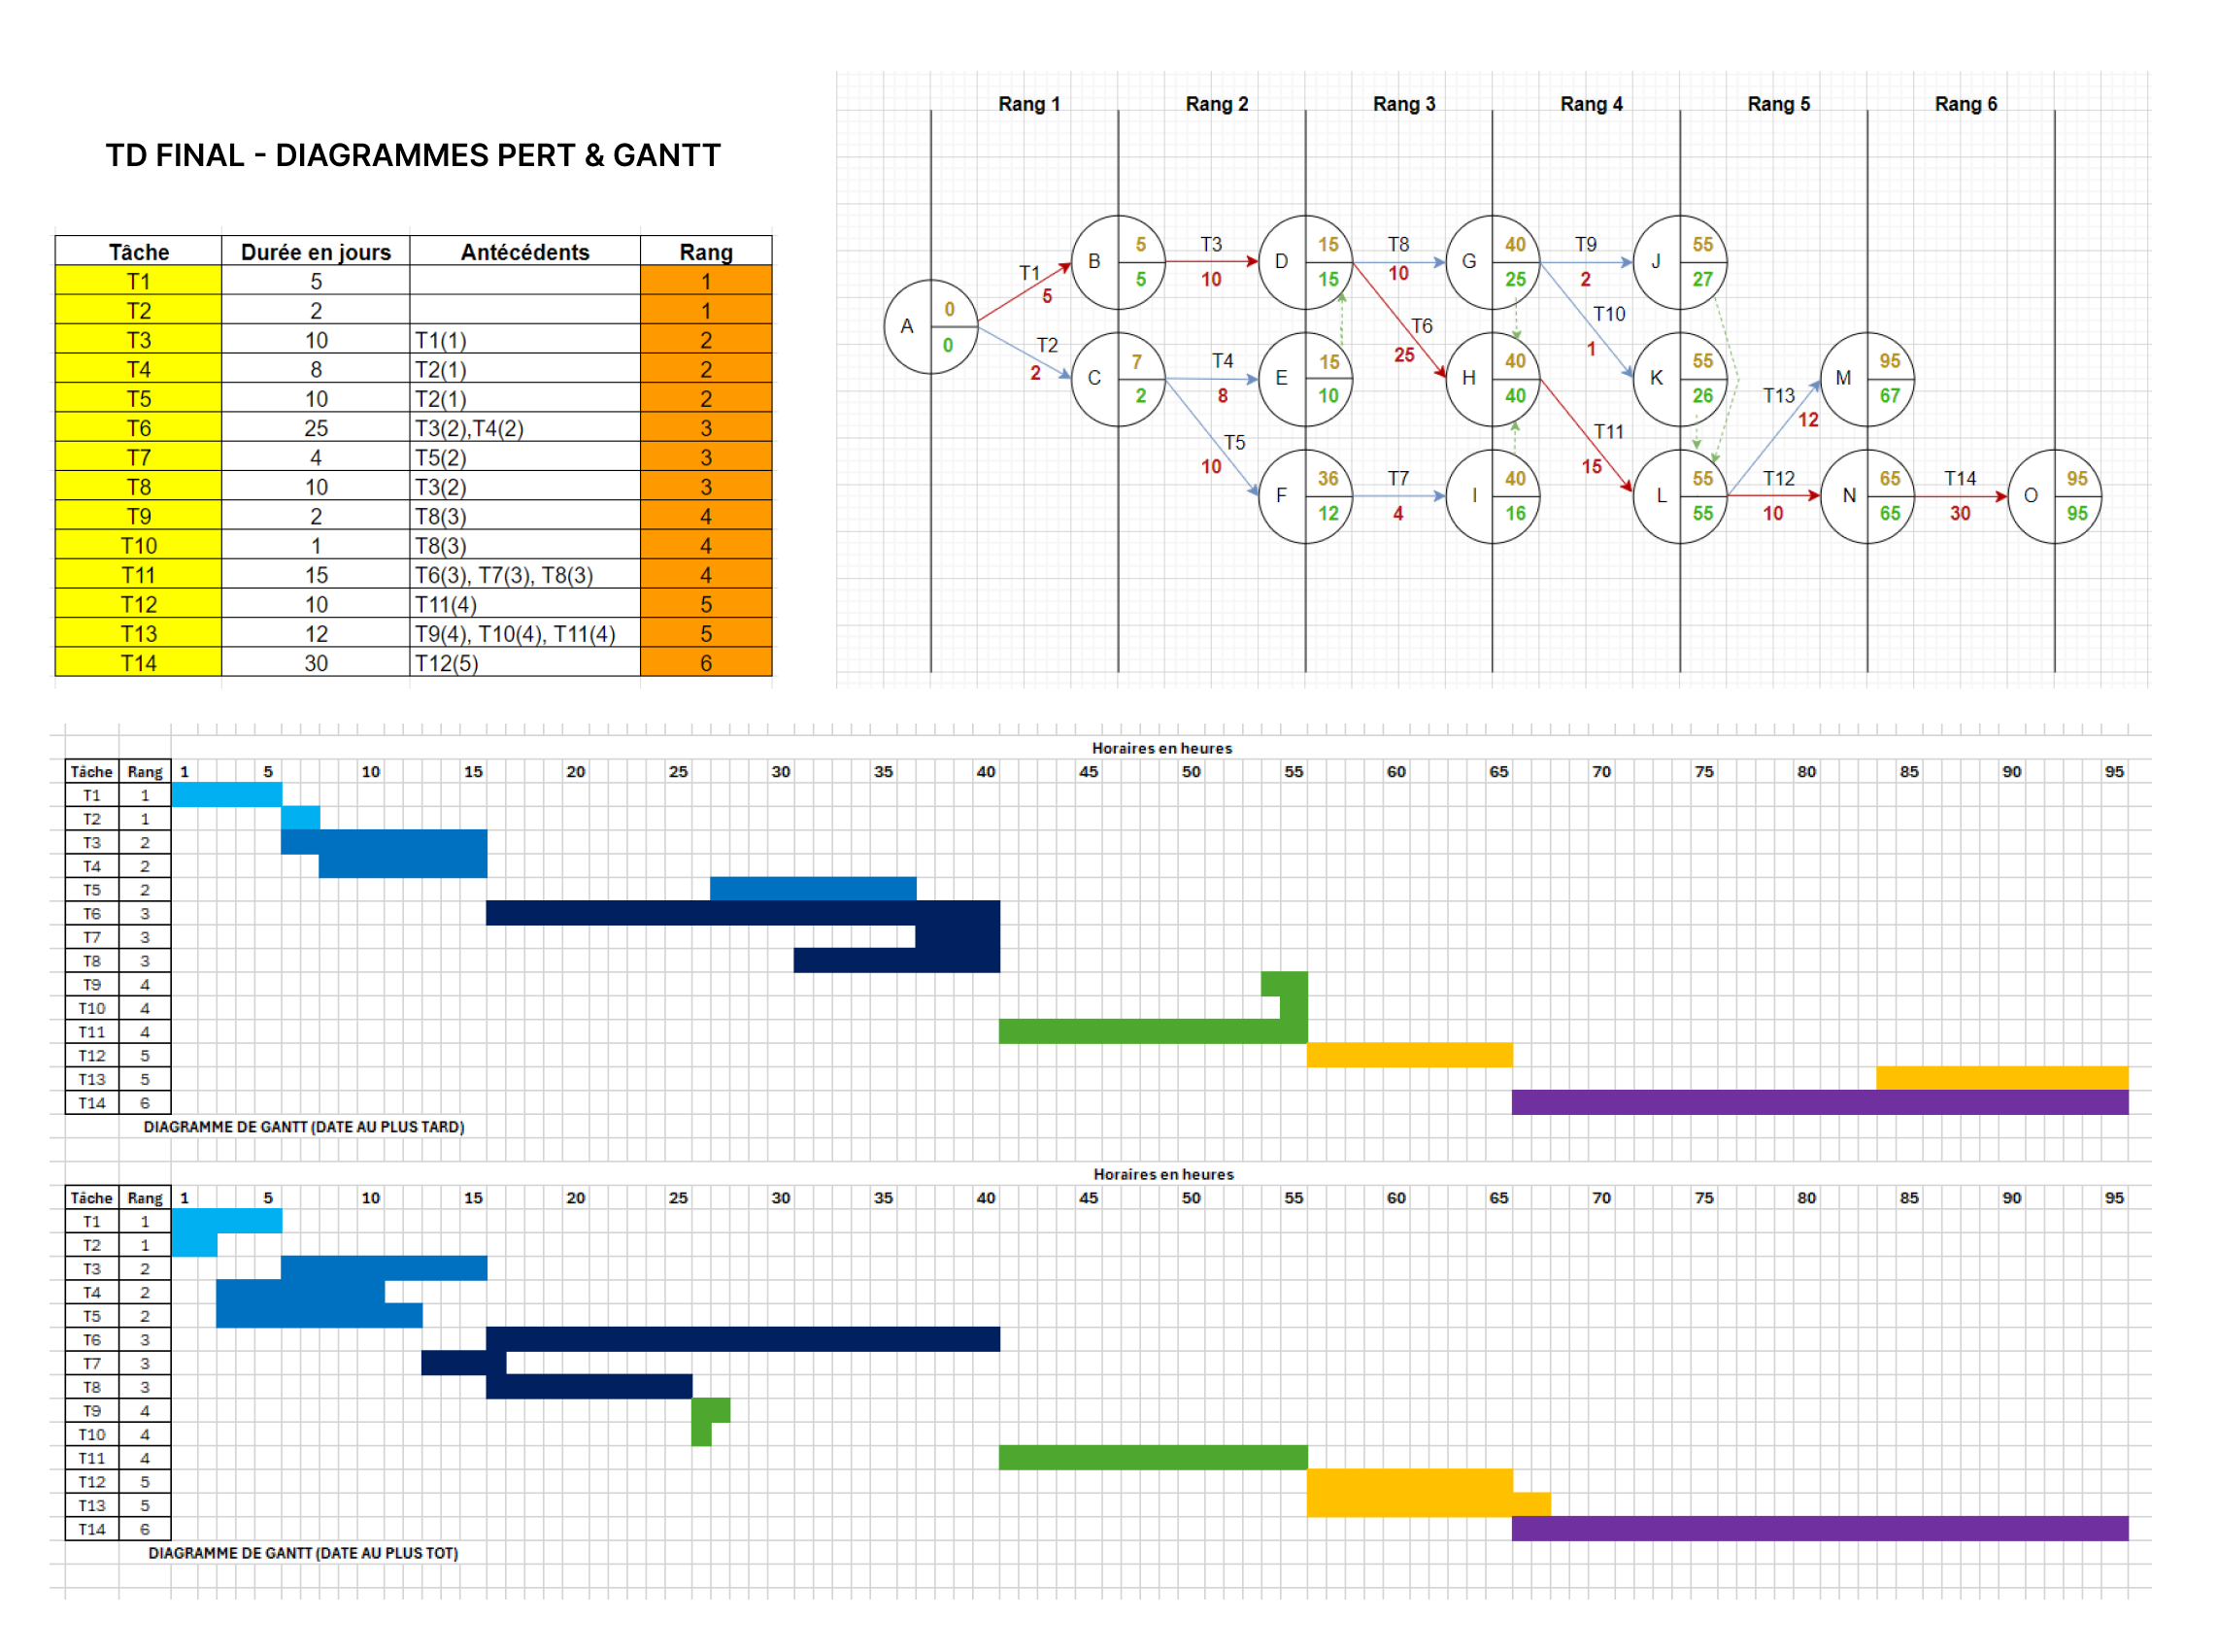 TD FINAL - DIAGRAMMES PERT & GANTT
Tâche Durée en jours Antécédents Rang
T1 5 1
T2 2 1
T3 10 T1(1) 2
T4 8 T2(1) 2
T5 10 T2(1) 2
T6 25 T3(2),T4(2) 3
T7 4 T5(2) 3
T8 10 T3(2) 3
T9 2 T8(3) 4
T10 1 T8(3) 4
T11 15 T6(3), T7(3), T8(3) 4
T12 10 T11(4) 5
T13 12 T9(4), T10(4), T11(4) 5
T14 30 T12(5) 6
Rang 1 Rang 2 Rang 3 Rang 4 Rang 5 Rang 6
A 0 0
T1 5
T2 2
B 5 5
C 7 2
T3 10
T4 8
T5 10
D 15 15
E 15 10
F 36 12
T8 10
T6 25
T7 4
G 40 25
H 40 40
I 40 16
T9 2
T10 1
T11 15
J 55 27
K 55 26
L 55 55
T13 12
T12 10
M 95 67
N 65 65
T14 30
O 95 95
Horaires en heures
Tâche Rang 1 5 10 15 20 25 30 35 40 45 50 55 60 65 70 75 80 85 90 95
T1 1
T2 1
T3 2
T4 2
T5 2
T6 3
T7 3
T8 3
T9 4
T10 4
T11 4
T12 5
T13 5
T14 6
DIAGRAMME DE GANTT (DATE AU PLUS TARD)
Horaires en heures
Tâche Rang 1 5 10 15 20 25 30 35 40 45 50 55 60 65 70 75 80 85 90 95
T1 1
T2 1
T3 2
T4 2
T5 2
T6 3
T7 3
T8 3
T9 4
T10 4
T11 4
T12 5
T13 5
T14 6
DIAGRAMME DE GANTT (DATE AU PLUS TOT)